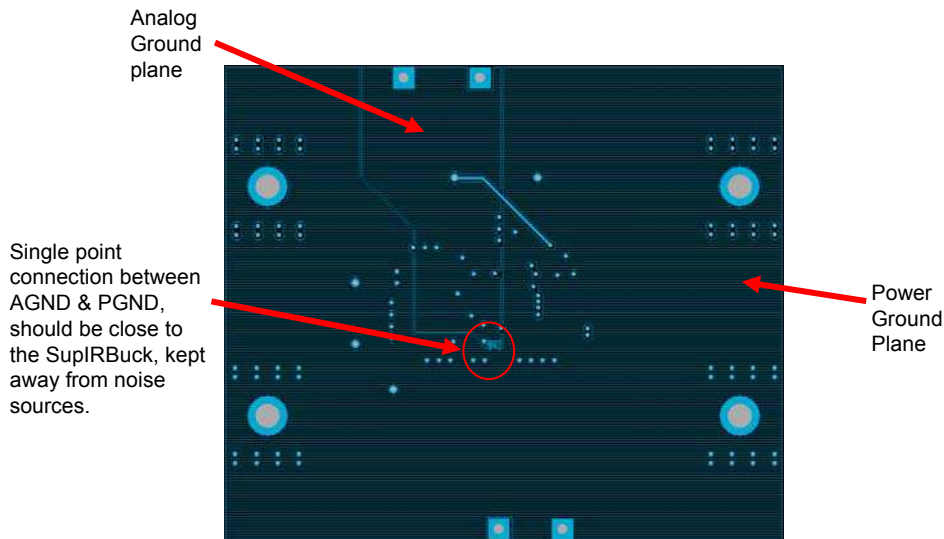 Analog
Ground
plane
Single point
connection between
AGND & PGND,
should be close to
the SupIRBuck, kept
away from noise
sources.
Power
Ground
Plane